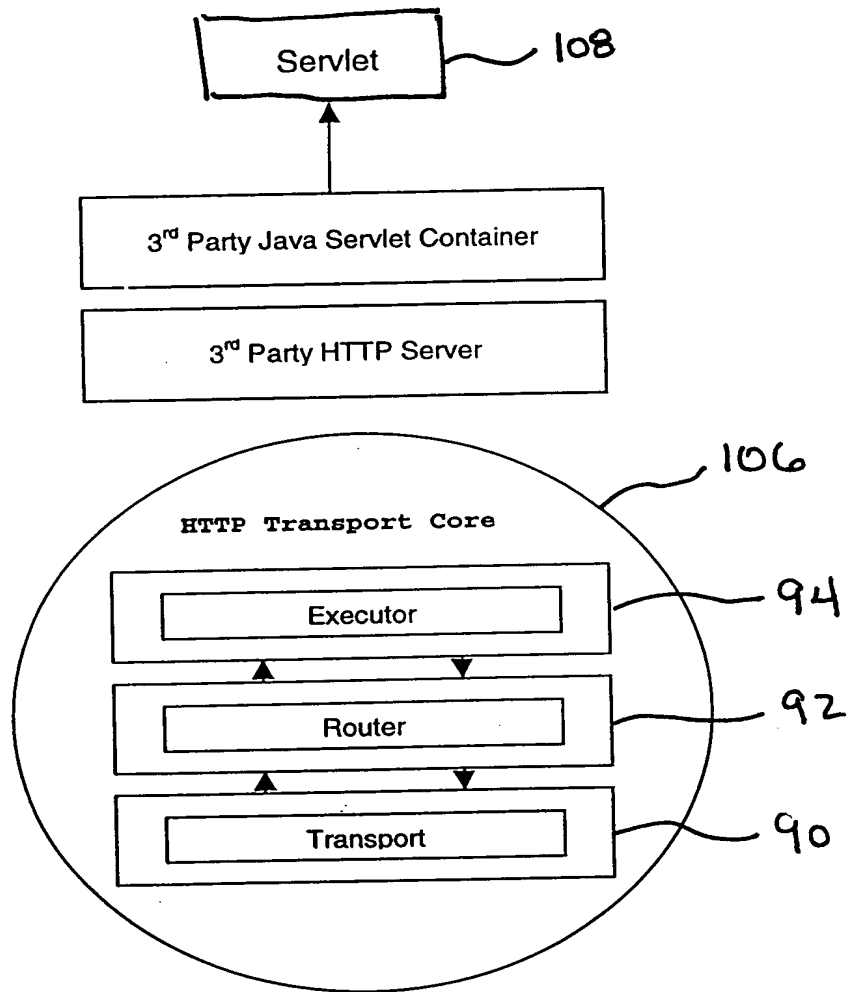 Servlet
108
3rd Party Java Servlet Container
3rd Party HTTP Server
106
HTTP Transport Core
Executor
94
Router
92
Transport
90